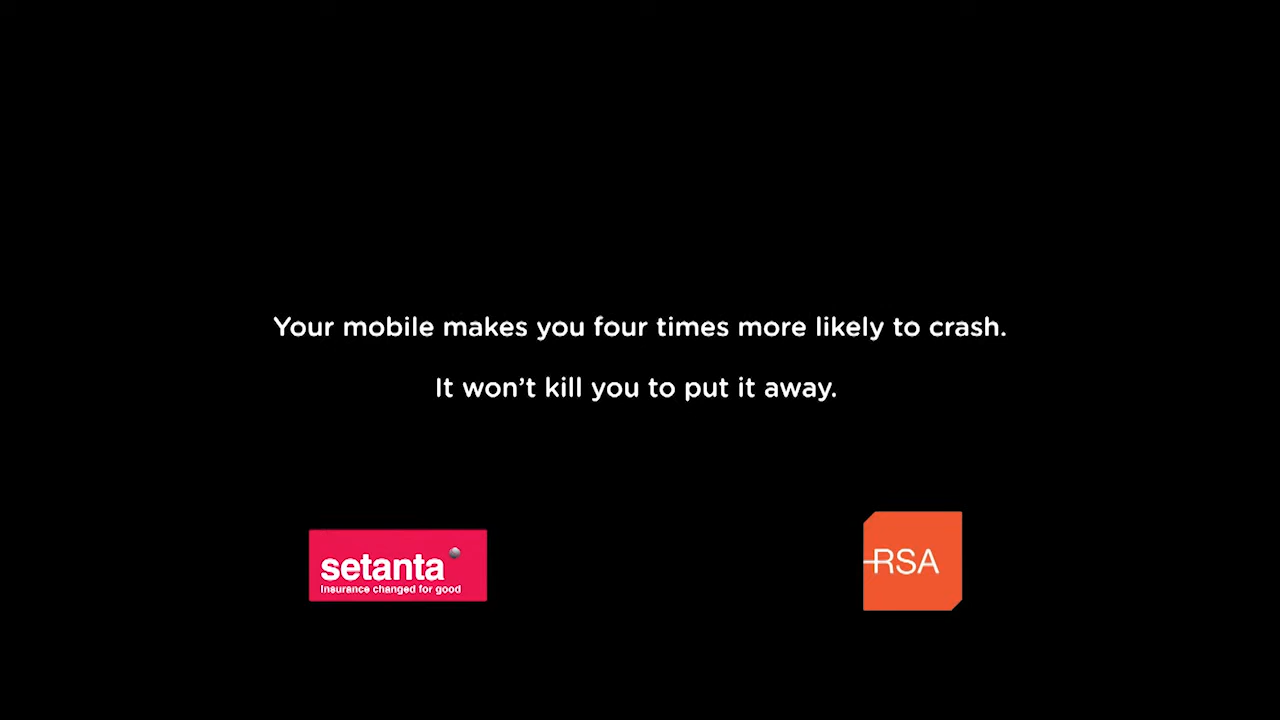 Your mobile makes you four times more likely to crash.
It won’t kill you to put it away.
setanta
Insurance changed for good
RSA